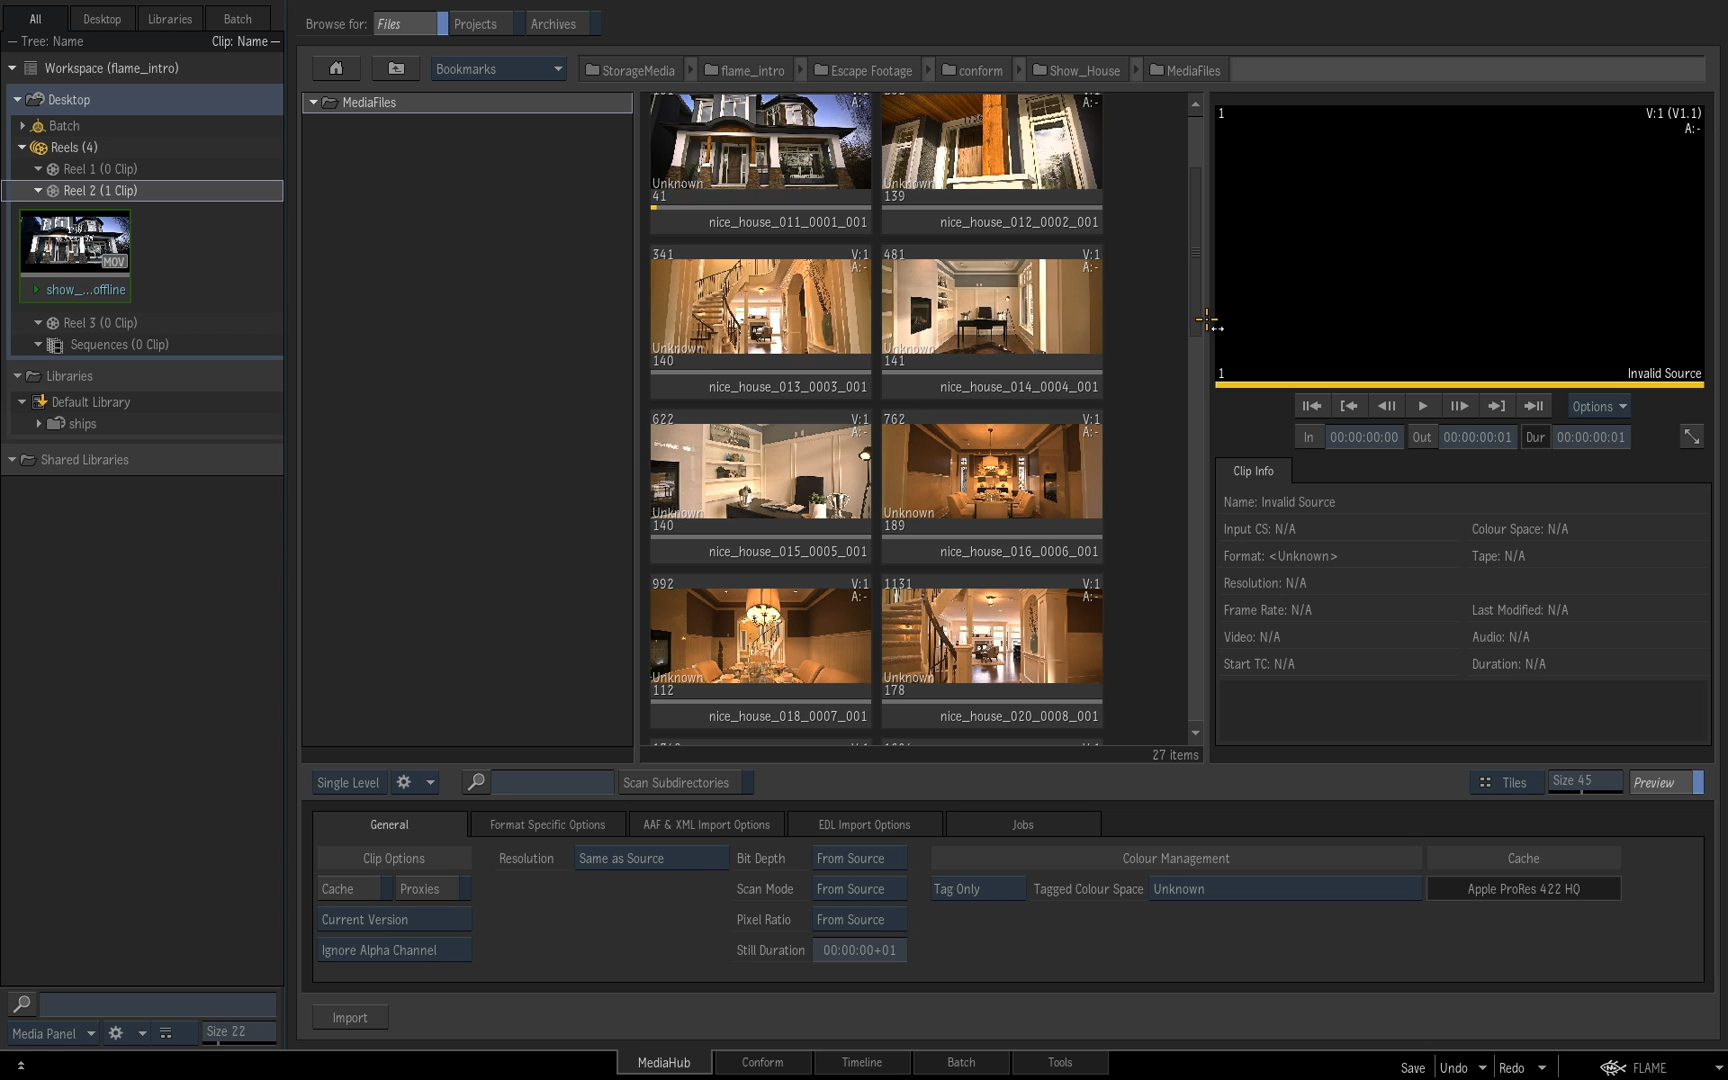 All
Desktop
Libraries
Batch
Tree: Name
Clip: Name
Workspace (flame_intro)
Desktop
Batch
Reels (4)
Reel 1 (0 Clip)
Reel 2 (1 Clip)
MOV
show_...offline
Reel 3 (0 Clip)
Sequences (0 Clip)
Libraries
Default Library
ships
Shared Libraries
Media Panel
Size 22
Browse for:
Files
Projects
Archives
Bookmarks
StorageMedia
flame_intro
Escape Footage
conform
Show_House
MediaFiles
MediaFiles
A:-
A:-
Unknown
41
nice_house_011_0001_001
Unknown
139
nice_house_012_0002_001
341 V:1
A:-
Unknown
140
nice_house_013_0003_001
481 V:1
A:-
Unknown
141
nice_house_014_0004_001
622 V:1
A:-
Unknown
140
nice_house_015_0005_001
762 V:1
A:-
Unknown
189
nice_house_016_0006_001
992 V:1
A:-
Unknown
112
nice_house_018_0007_001
1131 V:1
A:-
Unknown
178
nice_house_020_0008_001
27 items
1
V:1 (V1.1)
A:-
1
Invalid Source
Options
In 00:00:00:00 Out 00:00:00:01 Dur 00:00:00:01
Clip Info
Name: Invalid Source
Input CS: N/A
Colour Space: N/A
Format: <Unknown>
Tape: N/A
Resolution: N/A
Frame Rate: N/A
Last Modified: N/A
Video: N/A
Audio: N/A
Start TC: N/A
Duration: N/A
Single Level
Scan Subdirectories
Tiles
Size 45
Preview
General
Format Specific Options
AAF & XML Import Options
EDL Import Options
Jobs
Clip Options
Cache
Proxies
Current Version
Ignore Alpha Channel
Resolution
Same as Source
Bit Depth
From Source
Scan Mode
From Source
Pixel Ratio
From Source
Still Duration
00:00:00+01
Colour Management
Tag Only
Tagged Colour Space
Unknown
Cache
Apple ProRes 422 HQ
Import
MediaHub
Conform
Timeline
Batch
Tools
Save
Undo
Redo
FLAME